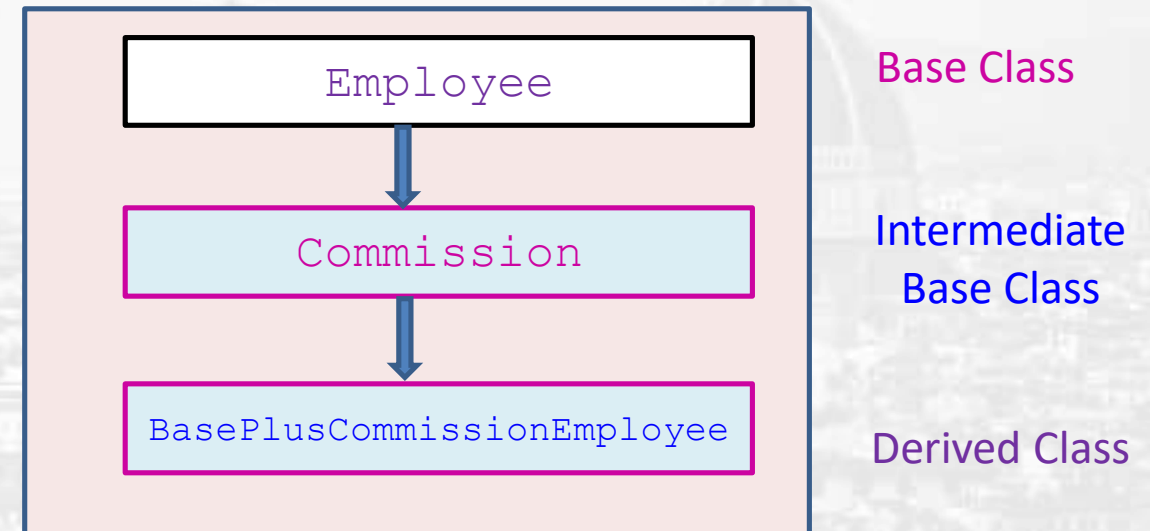 Employee
Base Class
Commission
Intermediate
Base Class
BasePlusCommissionEmployee
Derived Class